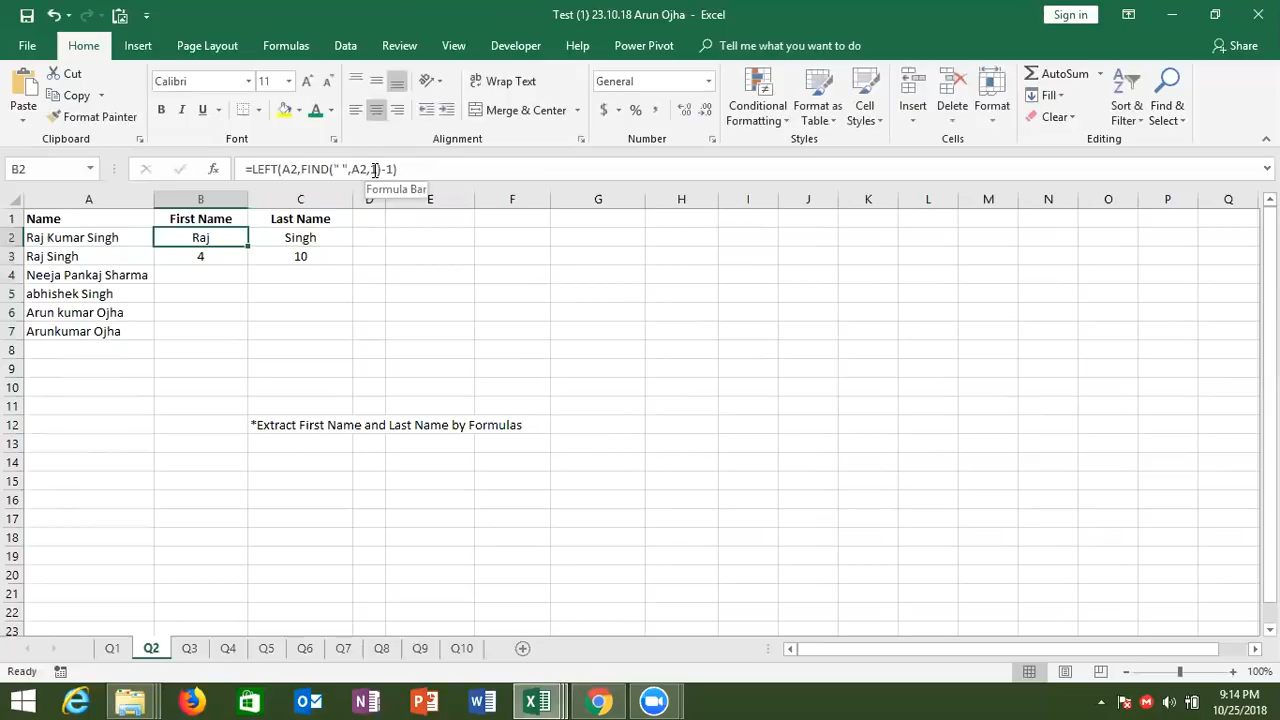 Test (1) 23.10.18 Arun Ojha - Excel
Sign in
File Home Insert Page Layout Formulas Data Review View Developer Help Power Pivot Tell me what you want to do Share
Paste
Cut
Copy
Format Painter
Clipboard
Calibri 11
B I U
Font
Wrap Text
Merge & Center
Alignment
General
$ % ,
Number
Conditional Formatting
Format as Table
Cell Styles
Styles
Insert Delete Format
Cells
AutoSum
Fill
Clear
Sort & Filter
Find & Select
Editing
B2 fx =LEFT(A2,FIND(" ",A2,1)-1)
Formula Bar
A B C D E F G H I J K L M N O P Q
1 Name First Name Last Name
2 Raj Kumar Singh Raj Singh
3 Raj Singh 4 10
4 Neeja Pankaj Sharma
5 abhishek Singh
6 Arun kumar Ojha
7 Arunkumar Ojha
8
9
10
11
12 *Extract First Name and Last Name by Formulas
13
14
15
16
17
18
19
20
21
22
23
Q1 Q2 Q3 Q4 Q5 Q6 Q7 Q8 Q9 Q10
Ready
100%
9:14 PM
10/25/2018